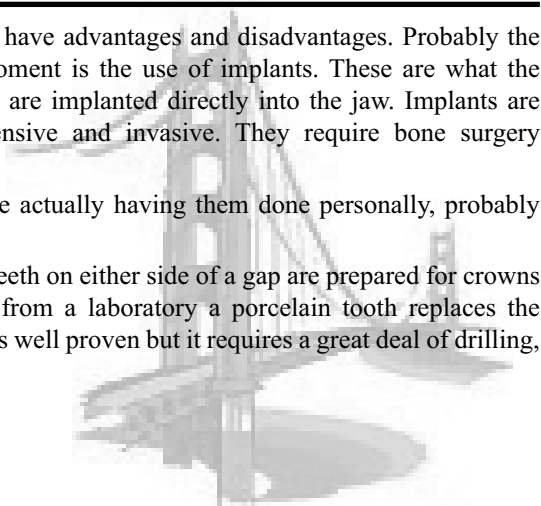 have advantages and disadvantages. Probably the
oment is the use of implants. These are what the
are implanted directly into the jaw. Implants are
ensive and invasive. They require bone surgery
e actually having them done personally, probably
eeth on either side of a gap are prepared for crowns
from a laboratory a porcelain tooth replaces the
s well proven but it requires a great deal of drilling,